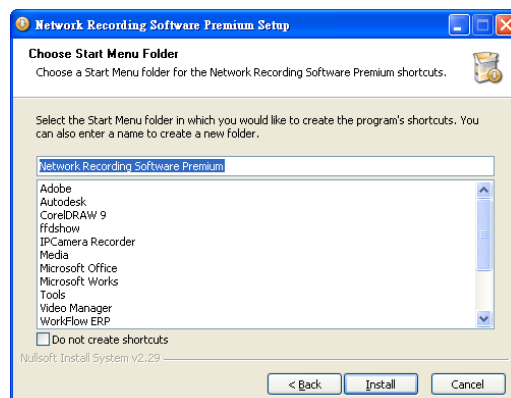 Network Recording Software Premium Setup
Choose Start Menu Folder
Choose a Start Menu folder for the Network Recording Software Premium shortcuts.
Select the Start Menu folder in which you would like to create the program's shortcuts. You
can also enter a name to create a new folder.
Network Recording Software Premium
Adobe
Autodesk
CorelDRAW 9
ffdshow
IPCamera Recorder
Media
Microsoft Office
Microsoft Works
Tools
Video Manager
WorkFlow ERP
Do not create shortcuts
Nullsoft Install System v2.29
< Back Install Cancel